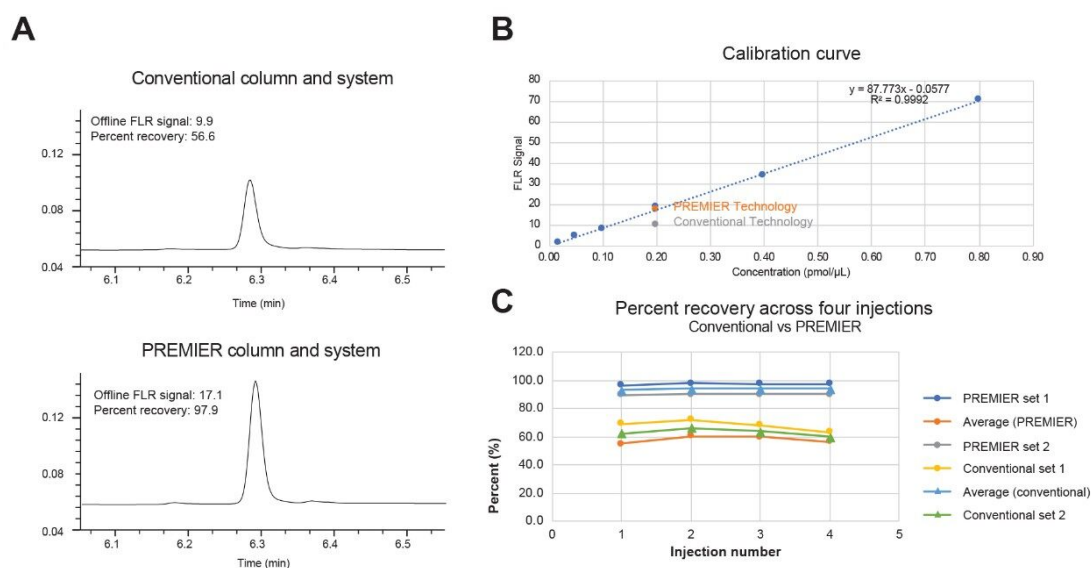 A
Conventional column and system
Offline FLR signal: 9.9
Percent recovery: 56.6
0.12
0.08
0.04
6.1 6.2 6.3 6.4 6.5
Time (min)
PREMIER column and system
Offline FLR signal: 17.1
Percent recovery: 97.9
0.12
0.08
0.04
6.1 6.2 6.3 6.4 6.5
Time (min)
B
Calibration curve
80
70
60
50
40
30
20
10
0
FLR Signal
y = 87.773x - 0.0577
R² = 0.9992
PREMIER Technology
Conventional Technology
0.00 0.10 0.20 0.30 0.40 0.50 0.60 0.70 0.80 0.90
Concentration (pmol/µL)
C
Percent recovery across four injections
Conventional vs PREMIER
120.0
100.0
80.0
60.0
40.0
20.0
0.0
Percent (%)
0 1 2 3 4 5
Injection number
PREMIER set 1
Average (PREMIER)
PREMIER set 2
Conventional set 1
Average (conventional)
Conventional set 2